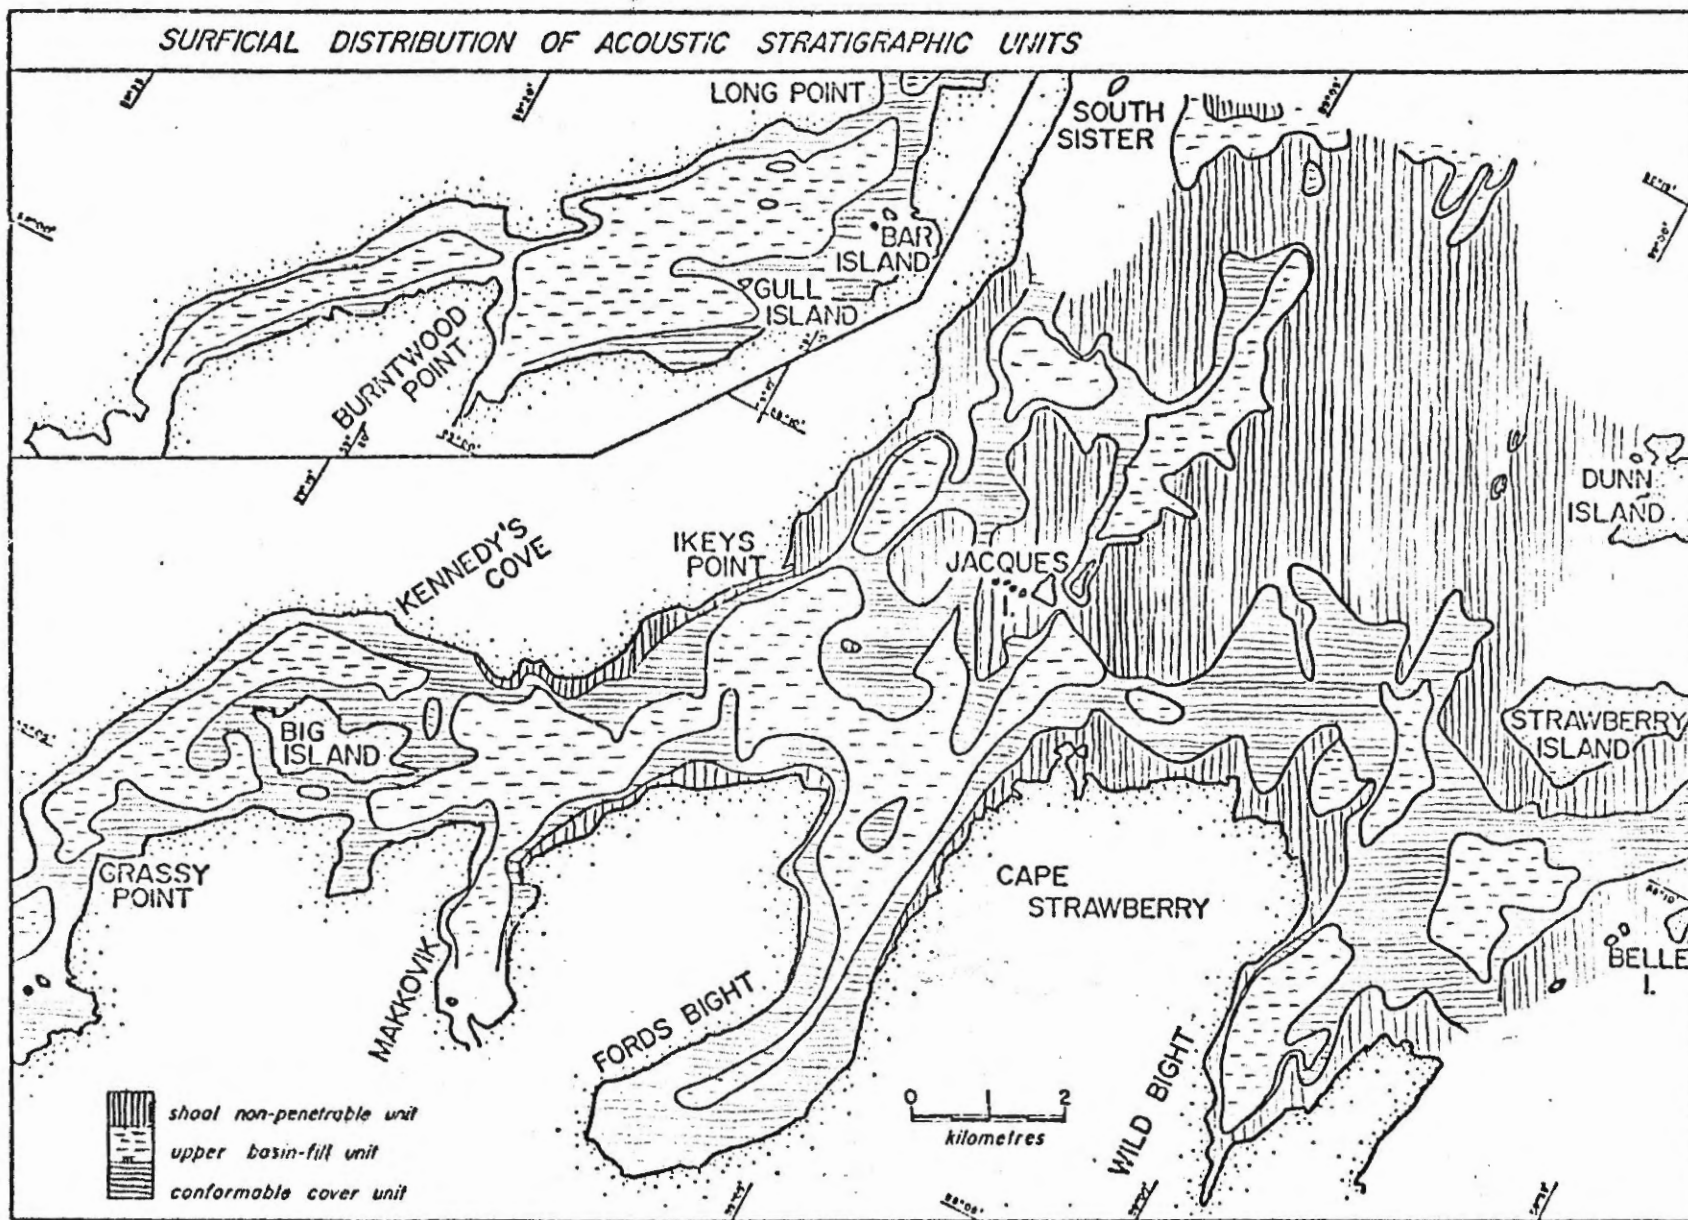 SURFICIAL DISTRIBUTION OF ACOUSTIC STRATIGRAPHIC UNITS
LONG POINT
SOUTH
SISTER
BAR
ISLAND
GULL
ISLAND
BURNTWOOD
POINT
DUNN
ISLAND
KENNEDY'S
COVE
IKEYS
POINT
JACQUES
I.
BIG
ISLAND
STRAWBERRY
ISLAND
GRASSY
POINT
CAPE
STRAWBERRY
MAKKOVIK
FORDS BIGHT
WILD BIGHT
BELLE
I.
shoal non-penetrable unit
upper basin-fill unit
conformable cover unit
0 1 2
kilometres